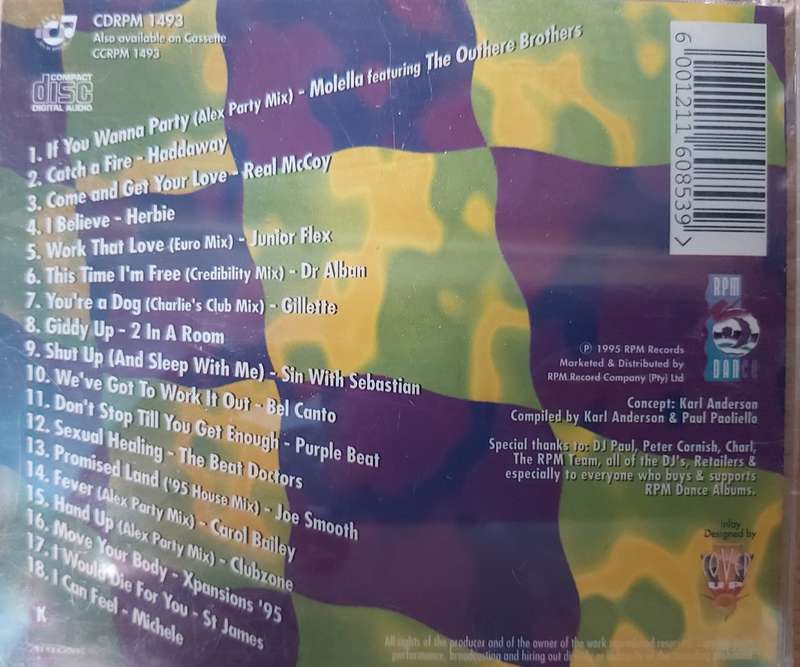 CDRPM 1493
Also available on Cassette
CCRPM 1493
COMPACT
disc
DIGITAL AUDIO
1. If You Wanna Party (Alex Party Mix) - Molella featuring The Outhere Brothers
2. Catch a Fire - Haddaway
3. Come and Get Your Love - Real McCoy
4. I Believe - Herbie
5. Work That Love (Euro Mix) - Junior Flex
6. This Time I'm Free (Credibility Mix) - Dr Alban
7. You're a Dog (Charlie's Club Mix) - Gillette
8. Giddy Up - 2 In A Room
9. Shut Up (And Sleep With Me) - Sin With Sebastian
10. We've Got To Work It Out - Bel Canto
11. Don't Stop Till You Get Enough - Purple Beat
12. Sexual Healing - The Beat Doctors
13. Promised Land ('95 House Mix) - Joe Smooth
14. Fever (Alex Party Mix) - Carol Bailey
15. Hand Up (Alex Party Mix) - Clubzone
16. Move Your Body - Xpansions '95
17. I Would Die For You - St James
18. I Can Feel - Michele
K
6 001211 608539 >
RPM
DANCE
℗ 1995 RPM Records
Marketed & Distributed by
RPM Record Company (Pty) Ltd
Concept: Karl Anderson
Compiled by Karl Anderson & Paul Paoliello
Special thanks to: DJ Paul, Peter Cornish, Charl,
The RPM Team, all of the DJ's, Retailers &
especially to everyone who buys & supports
RPM Dance Albums.
Inlay
Designed by
COVER
UP
All rights of the producer and of the owner of the work reproduced reserved
performance, broadcasting and hiring out